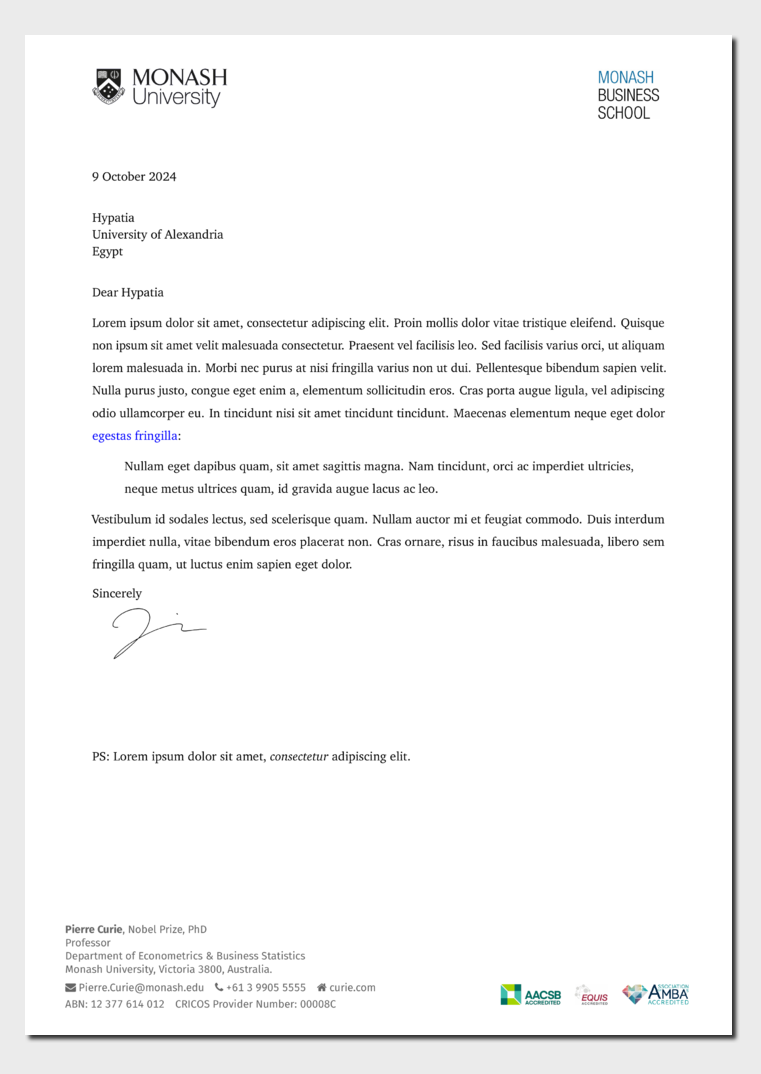 MONASH
University
MONASH
BUSINESS
SCHOOL
9 October 2024
Hypatia
University of Alexandria
Egypt
Dear Hypatia
Lorem ipsum dolor sit amet, consectetur adipiscing elit. Proin mollis dolor vitae tristique eleifend. Quisque
non ipsum sit amet velit malesuada consectetur. Praesent vel facilisis leo. Sed facilisis varius orci, ut aliquam
lorem malesuada in. Morbi nec purus at nisi fringilla varius non ut dui. Pellentesque bibendum sapien velit.
Nulla purus justo, congue eget enim a, elementum sollicitudin eros. Cras porta augue ligula, vel adipiscing
odio ullamcorper eu. In tincidunt nisi sit amet tincidunt tincidunt. Maecenas elementum neque eget dolor
egestas fringilla:
Nullam eget dapibus quam, sit amet sagittis magna. Nam tincidunt, orci ac imperdiet ultricies,
neque metus ultrices quam, id gravida augue lacus ac leo.
Vestibulum id sodales lectus, sed scelerisque quam. Nullam auctor mi et feugiat commodo. Duis interdum
imperdiet nulla, vitae bibendum eros placerat non. Cras ornare, risus in faucibus malesuada, libero sem
fringilla quam, ut luctus enim sapien eget dolor.
Sincerely
PS: Lorem ipsum dolor sit amet, consectetur adipiscing elit.
Pierre Curie, Nobel Prize, PhD
Professor
Department of Econometrics & Business Statistics
Monash University, Victoria 3800, Australia.
Pierre.Curie@monash.edu +61 3 9905 5555 curie.com
ABN: 12 377 614 012 CRICOS Provider Number: 00008C
AACSB
ACCREDITED
EQUIS
ACCREDITED
ASSOCIATION
AMBA
ACCREDITED